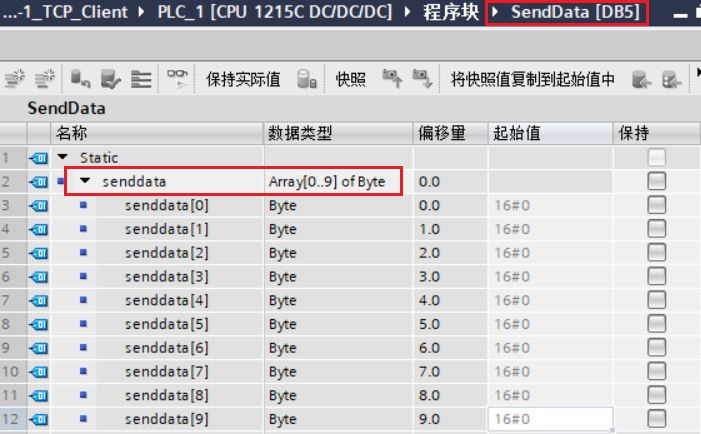 ...-1_TCP_Client ▸ PLC_1 [CPU 1215C DC/DC/DC] ▸ 程序块 ▸ SendData [DB5]
保持实际值 快照 将快照值复制到起始值中
SendData
名称 数据类型 偏移量 起始值 保持
1 Static
2 senddata Array[0..9] of Byte 0.0
3 senddata[0] Byte 0.0 16#0
4 senddata[1] Byte 1.0 16#0
5 senddata[2] Byte 2.0 16#0
6 senddata[3] Byte 3.0 16#0
7 senddata[4] Byte 4.0 16#0
8 senddata[5] Byte 5.0 16#0
9 senddata[6] Byte 6.0 16#0
10 senddata[7] Byte 7.0 16#0
11 senddata[8] Byte 8.0 16#0
12 senddata[9] Byte 9.0 16#0